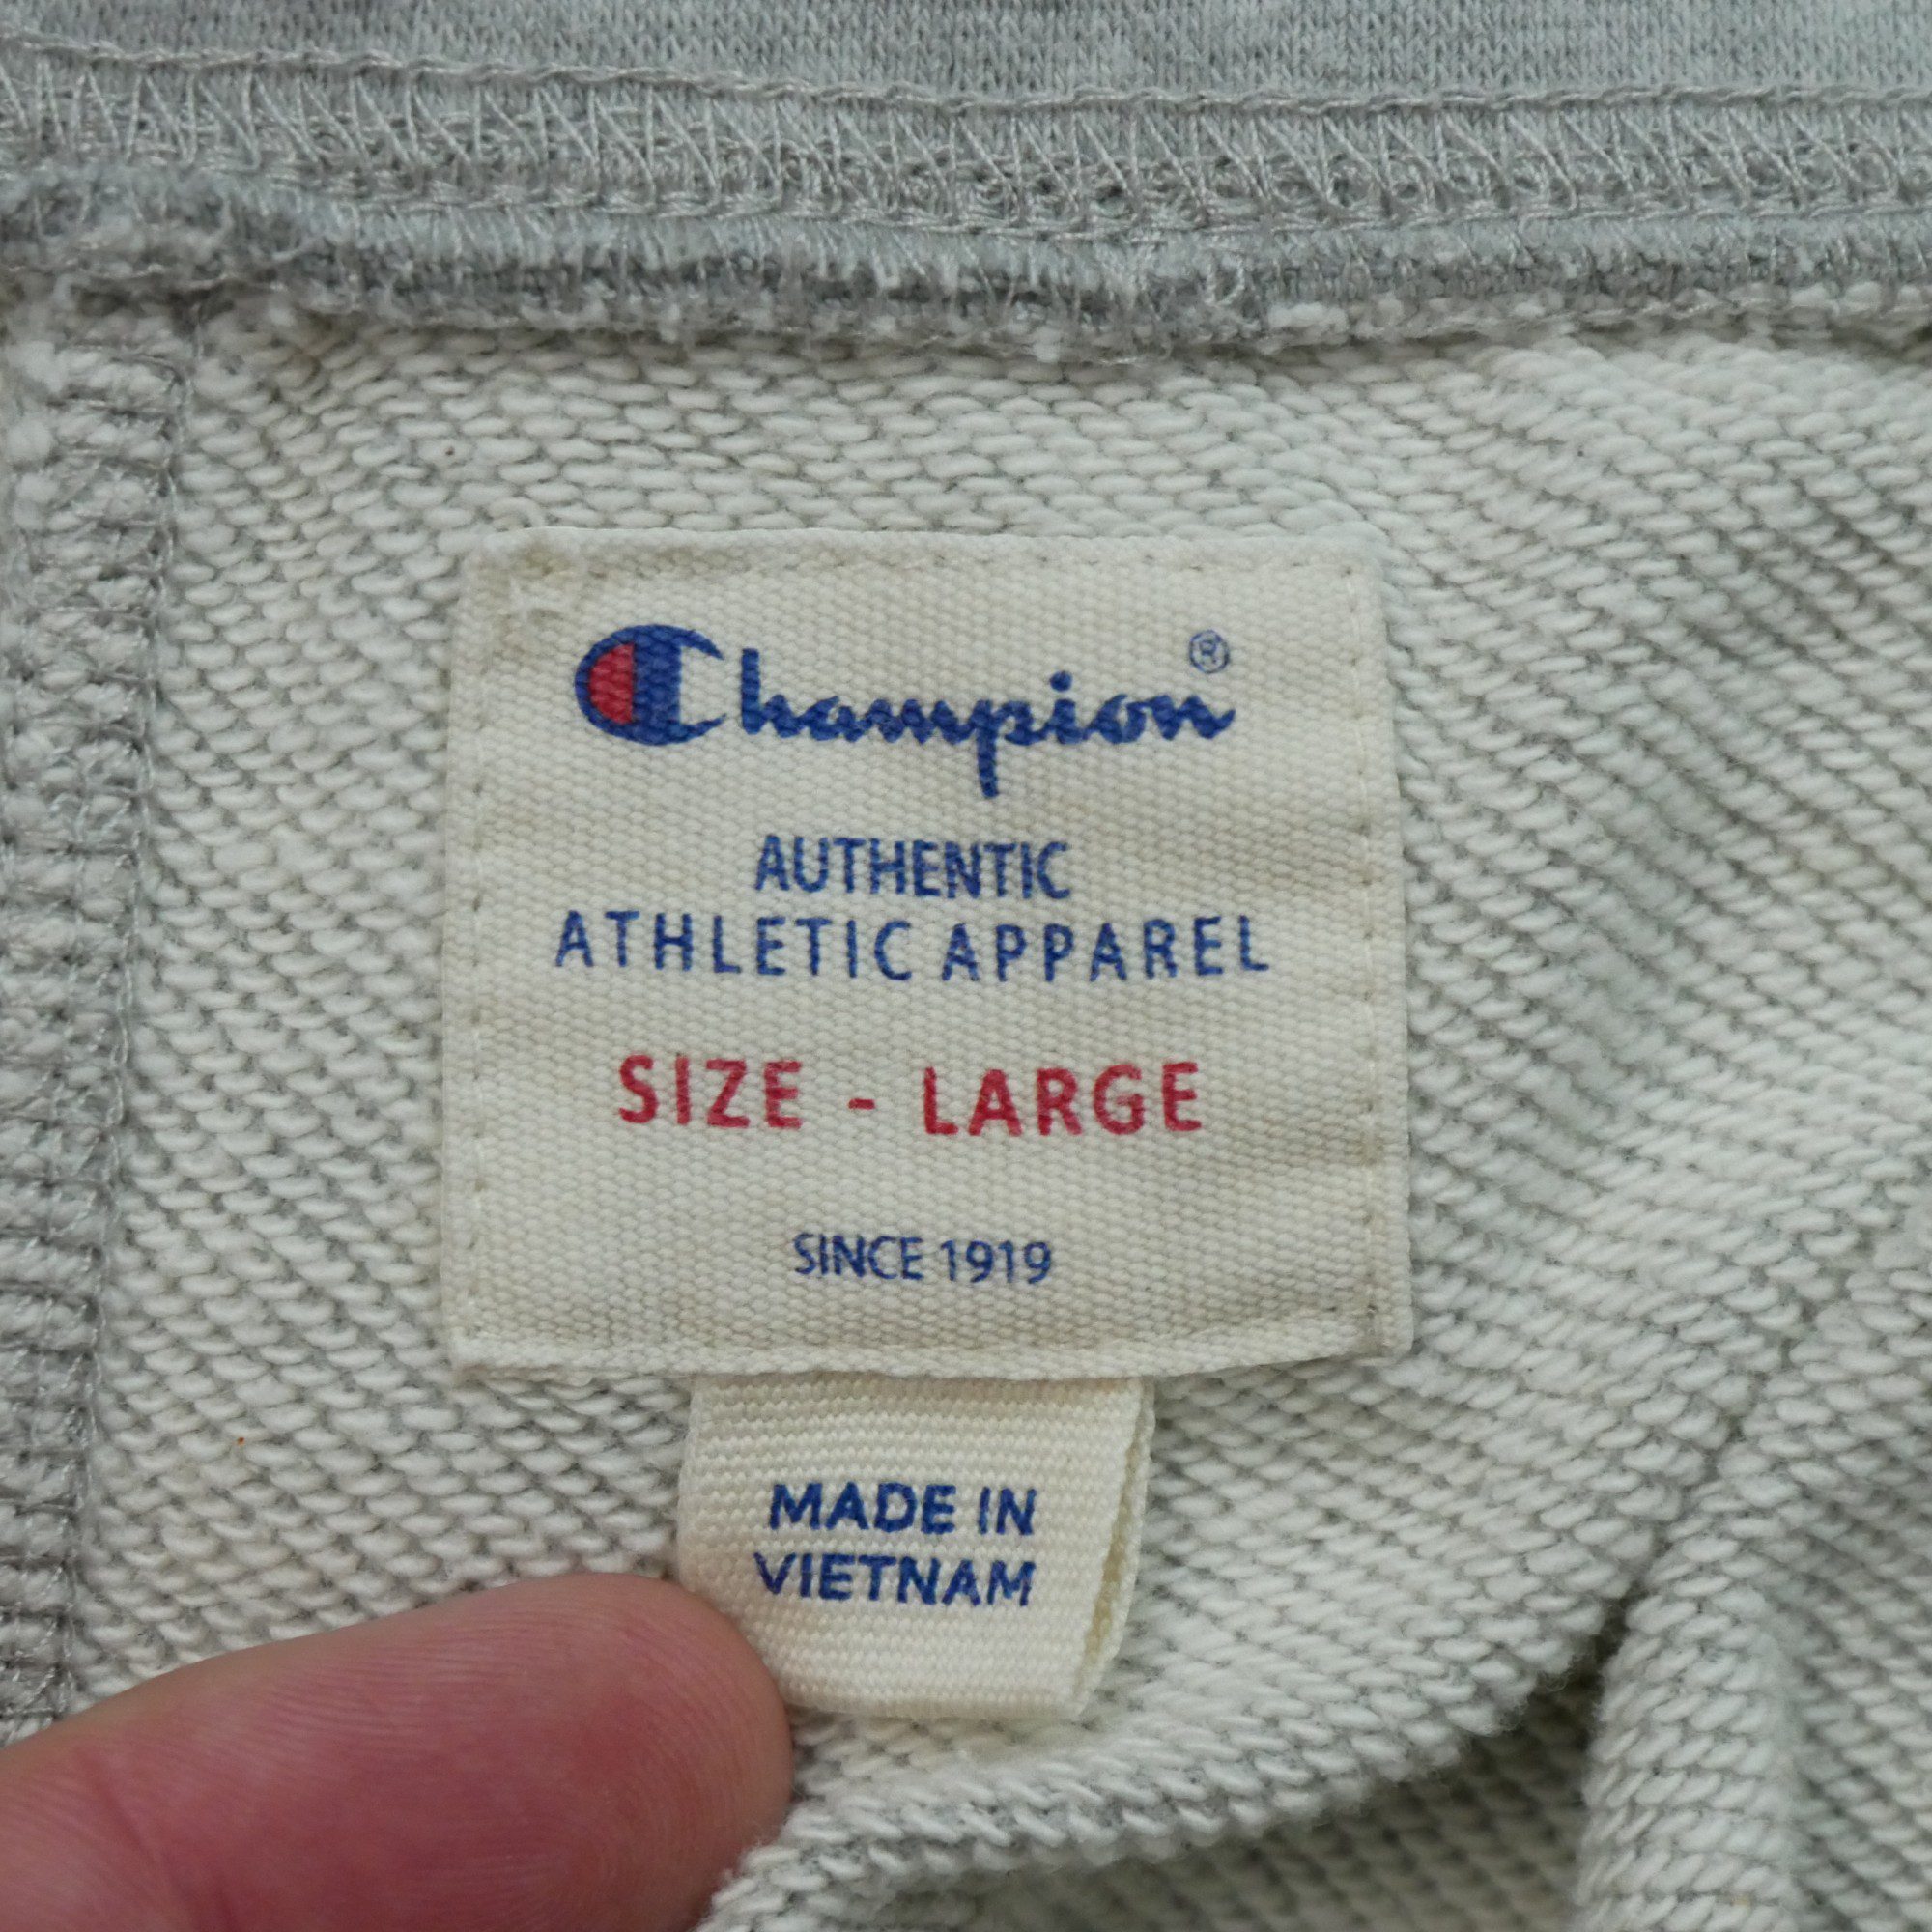 Champion®
AUTHENTIC
ATHLETIC APPAREL
SIZE - LARGE
SINCE 1919
MADE IN
VIETNAM